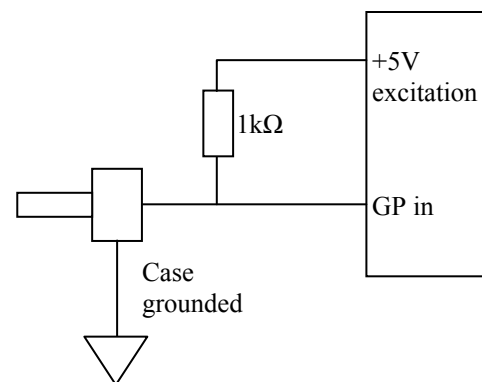 +5V
excitation
1kΩ
GP in
Case
grounded